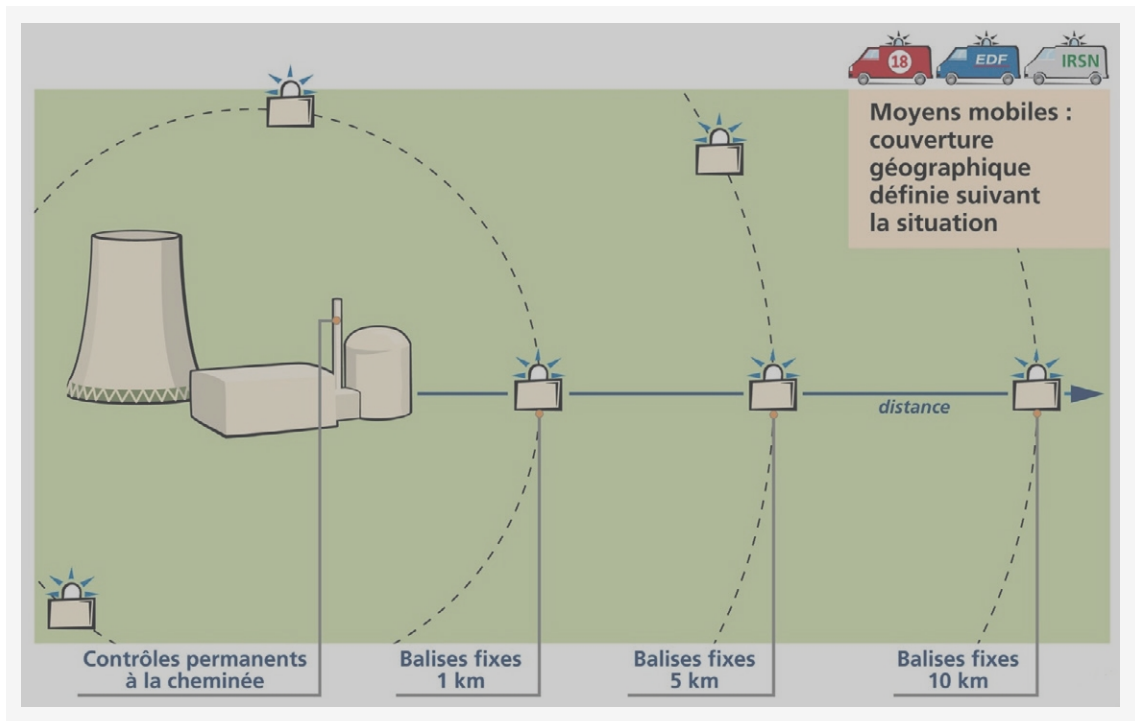 18
EDF
IRSN
Moyens mobiles :
couverture
géographique
définie suivant
la situation
distance
Contrôles permanents
à la cheminée
Balises fixes
1 km
Balises fixes
5 km
Balises fixes
10 km